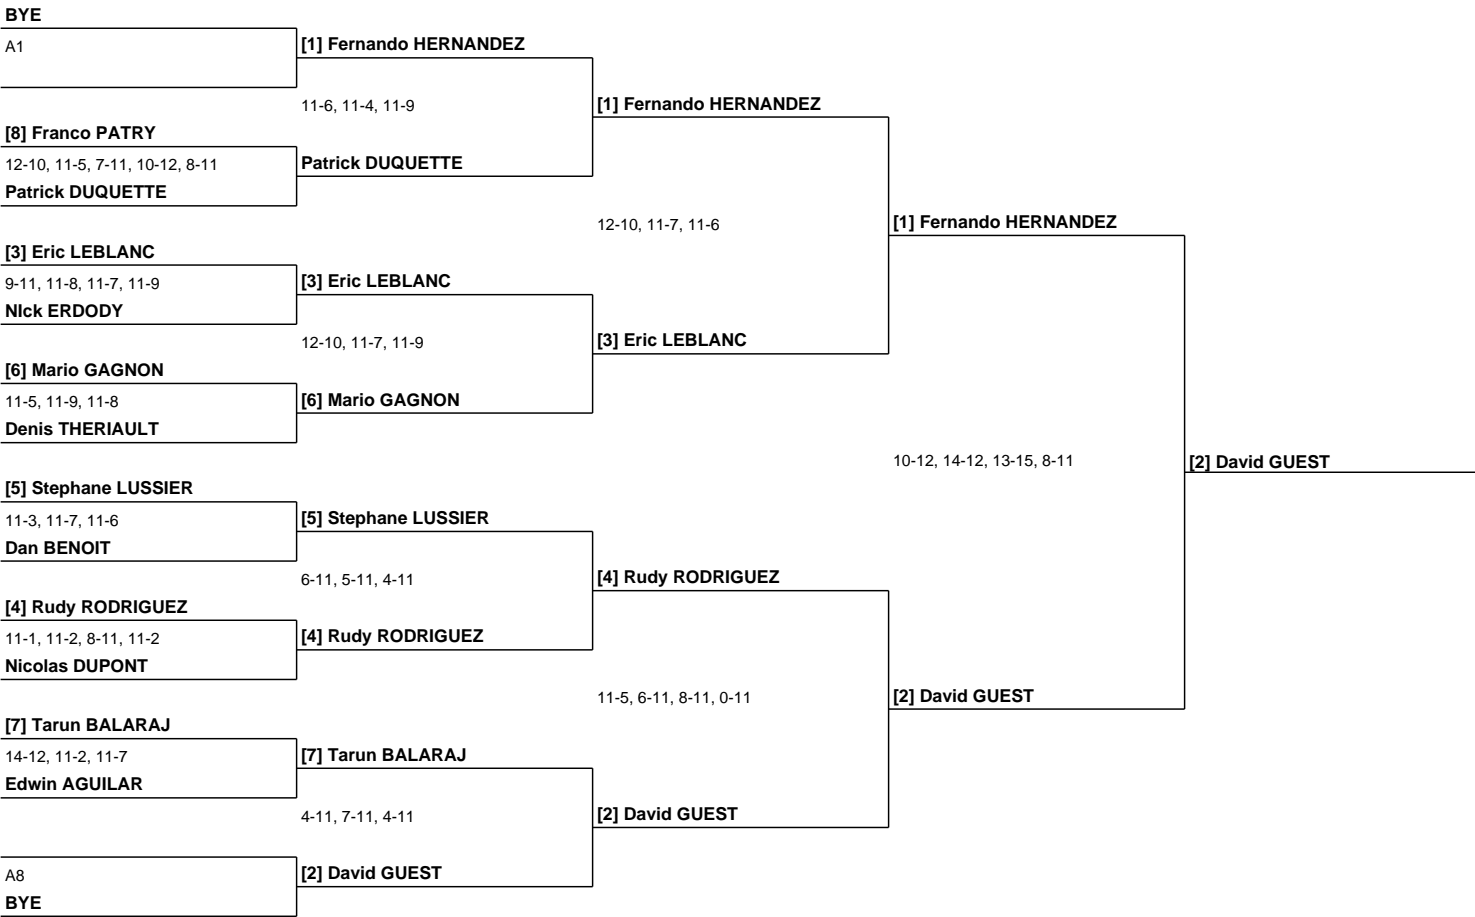 BYE
A1
[1] Fernando HERNANDEZ
11-6, 11-4, 11-9
[1] Fernando HERNANDEZ
[8] Franco PATRY
12-10, 11-5, 7-11, 10-12, 8-11
Patrick DUQUETTE
Patrick DUQUETTE
12-10, 11-7, 11-6
[1] Fernando HERNANDEZ
[3] Eric LEBLANC
9-11, 11-8, 11-7, 11-9
[3] Eric LEBLANC
NIck ERDODY
12-10, 11-7, 11-9
[3] Eric LEBLANC
[6] Mario GAGNON
11-5, 11-9, 11-8
[6] Mario GAGNON
Denis THERIAULT
10-12, 14-12, 13-15, 8-11
[2] David GUEST
[5] Stephane LUSSIER
11-3, 11-7, 11-6
[5] Stephane LUSSIER
Dan BENOIT
6-11, 5-11, 4-11
[4] Rudy RODRIGUEZ
[4] Rudy RODRIGUEZ
11-1, 11-2, 8-11, 11-2
[4] Rudy RODRIGUEZ
Nicolas DUPONT
11-5, 6-11, 8-11, 0-11
[2] David GUEST
[7] Tarun BALARAJ
14-12, 11-2, 11-7
[7] Tarun BALARAJ
Edwin AGUILAR
4-11, 7-11, 4-11
[2] David GUEST
A8
[2] David GUEST
BYE